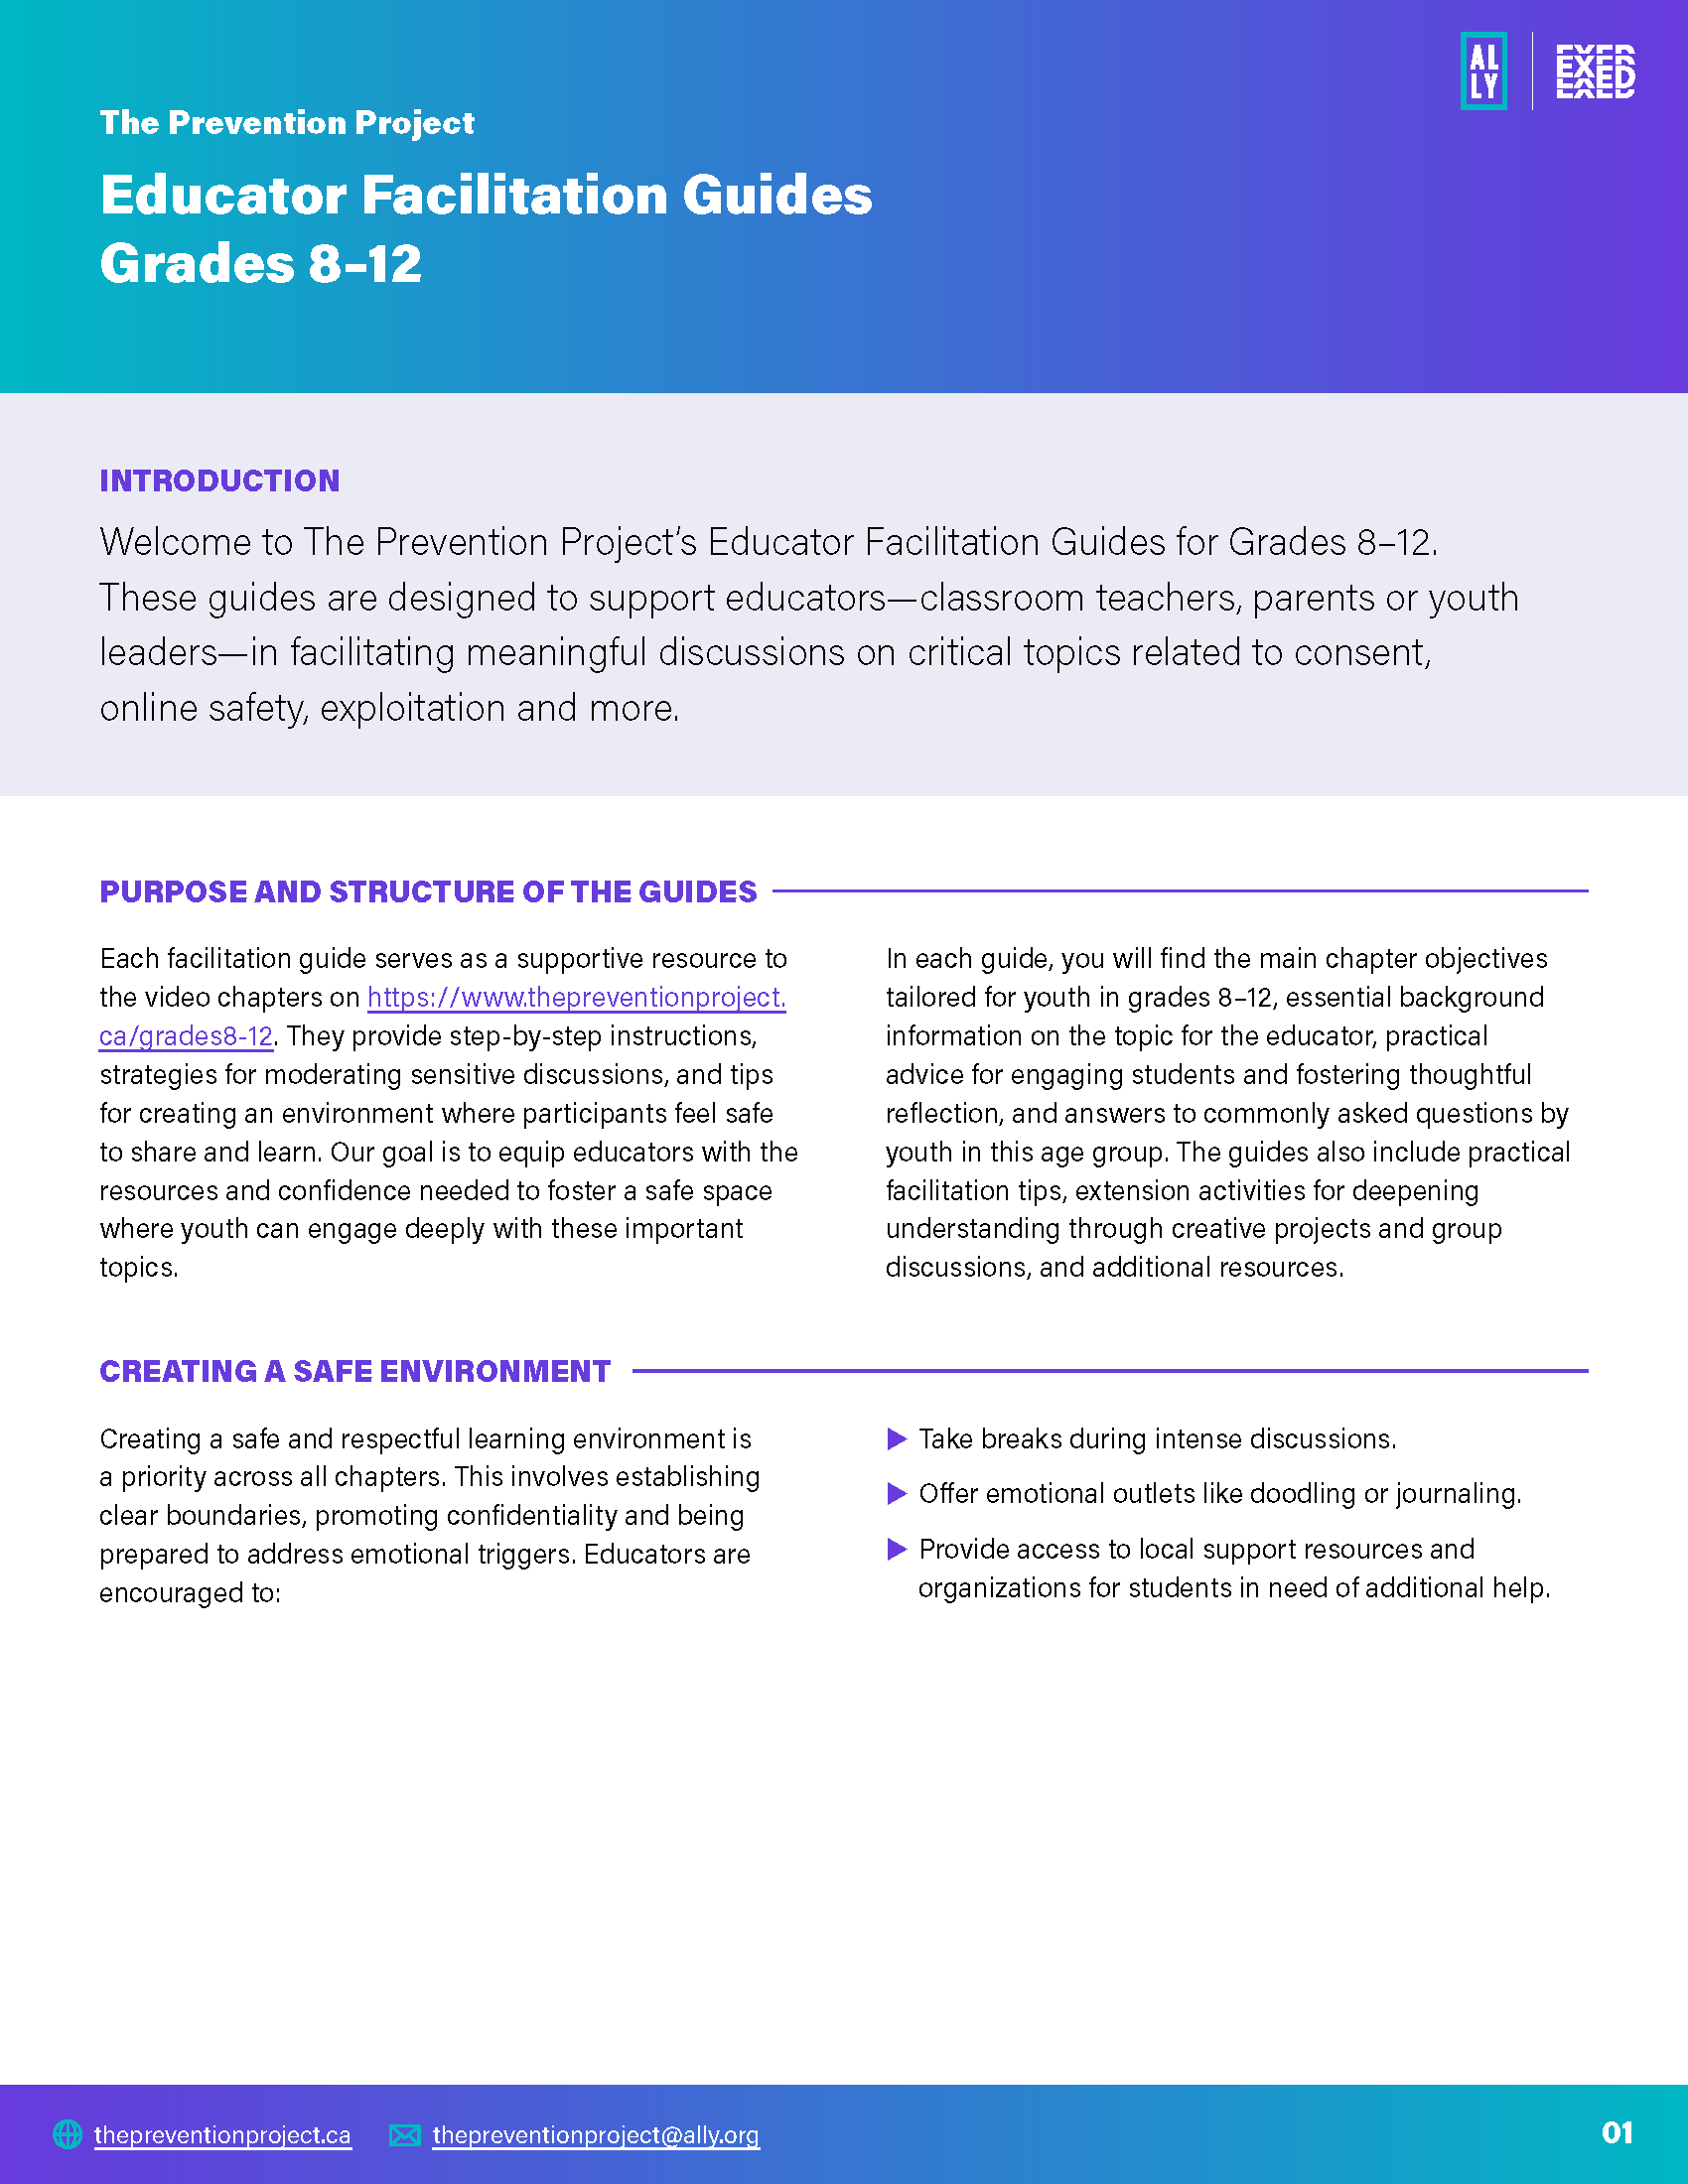 AL
LY
EXED
The Prevention Project
Educator Facilitation Guides
Grades 8–12
INTRODUCTION
Welcome to The Prevention Project’s Educator Facilitation Guides for Grades 8–12.
These guides are designed to support educators—classroom teachers, parents or youth
leaders—in facilitating meaningful discussions on critical topics related to consent,
online safety, exploitation and more.
PURPOSE AND STRUCTURE OF THE GUIDES
Each facilitation guide serves as a supportive resource to
the video chapters on https://www.thepreventionproject.
ca/grades8-12. They provide step-by-step instructions,
strategies for moderating sensitive discussions, and tips
for creating an environment where participants feel safe
to share and learn. Our goal is to equip educators with the
resources and confidence needed to foster a safe space
where youth can engage deeply with these important
topics.
In each guide, you will find the main chapter objectives
tailored for youth in grades 8–12, essential background
information on the topic for the educator, practical
advice for engaging students and fostering thoughtful
reflection, and answers to commonly asked questions by
youth in this age group. The guides also include practical
facilitation tips, extension activities for deepening
understanding through creative projects and group
discussions, and additional resources.
CREATING A SAFE ENVIRONMENT
Creating a safe and respectful learning environment is
a priority across all chapters. This involves establishing
clear boundaries, promoting confidentiality and being
prepared to address emotional triggers. Educators are
encouraged to:
▶ Take breaks during intense discussions.
▶ Offer emotional outlets like doodling or journaling.
▶ Provide access to local support resources and
organizations for students in need of additional help.
thepreventionproject.ca
thepreventionproject@ally.org
01